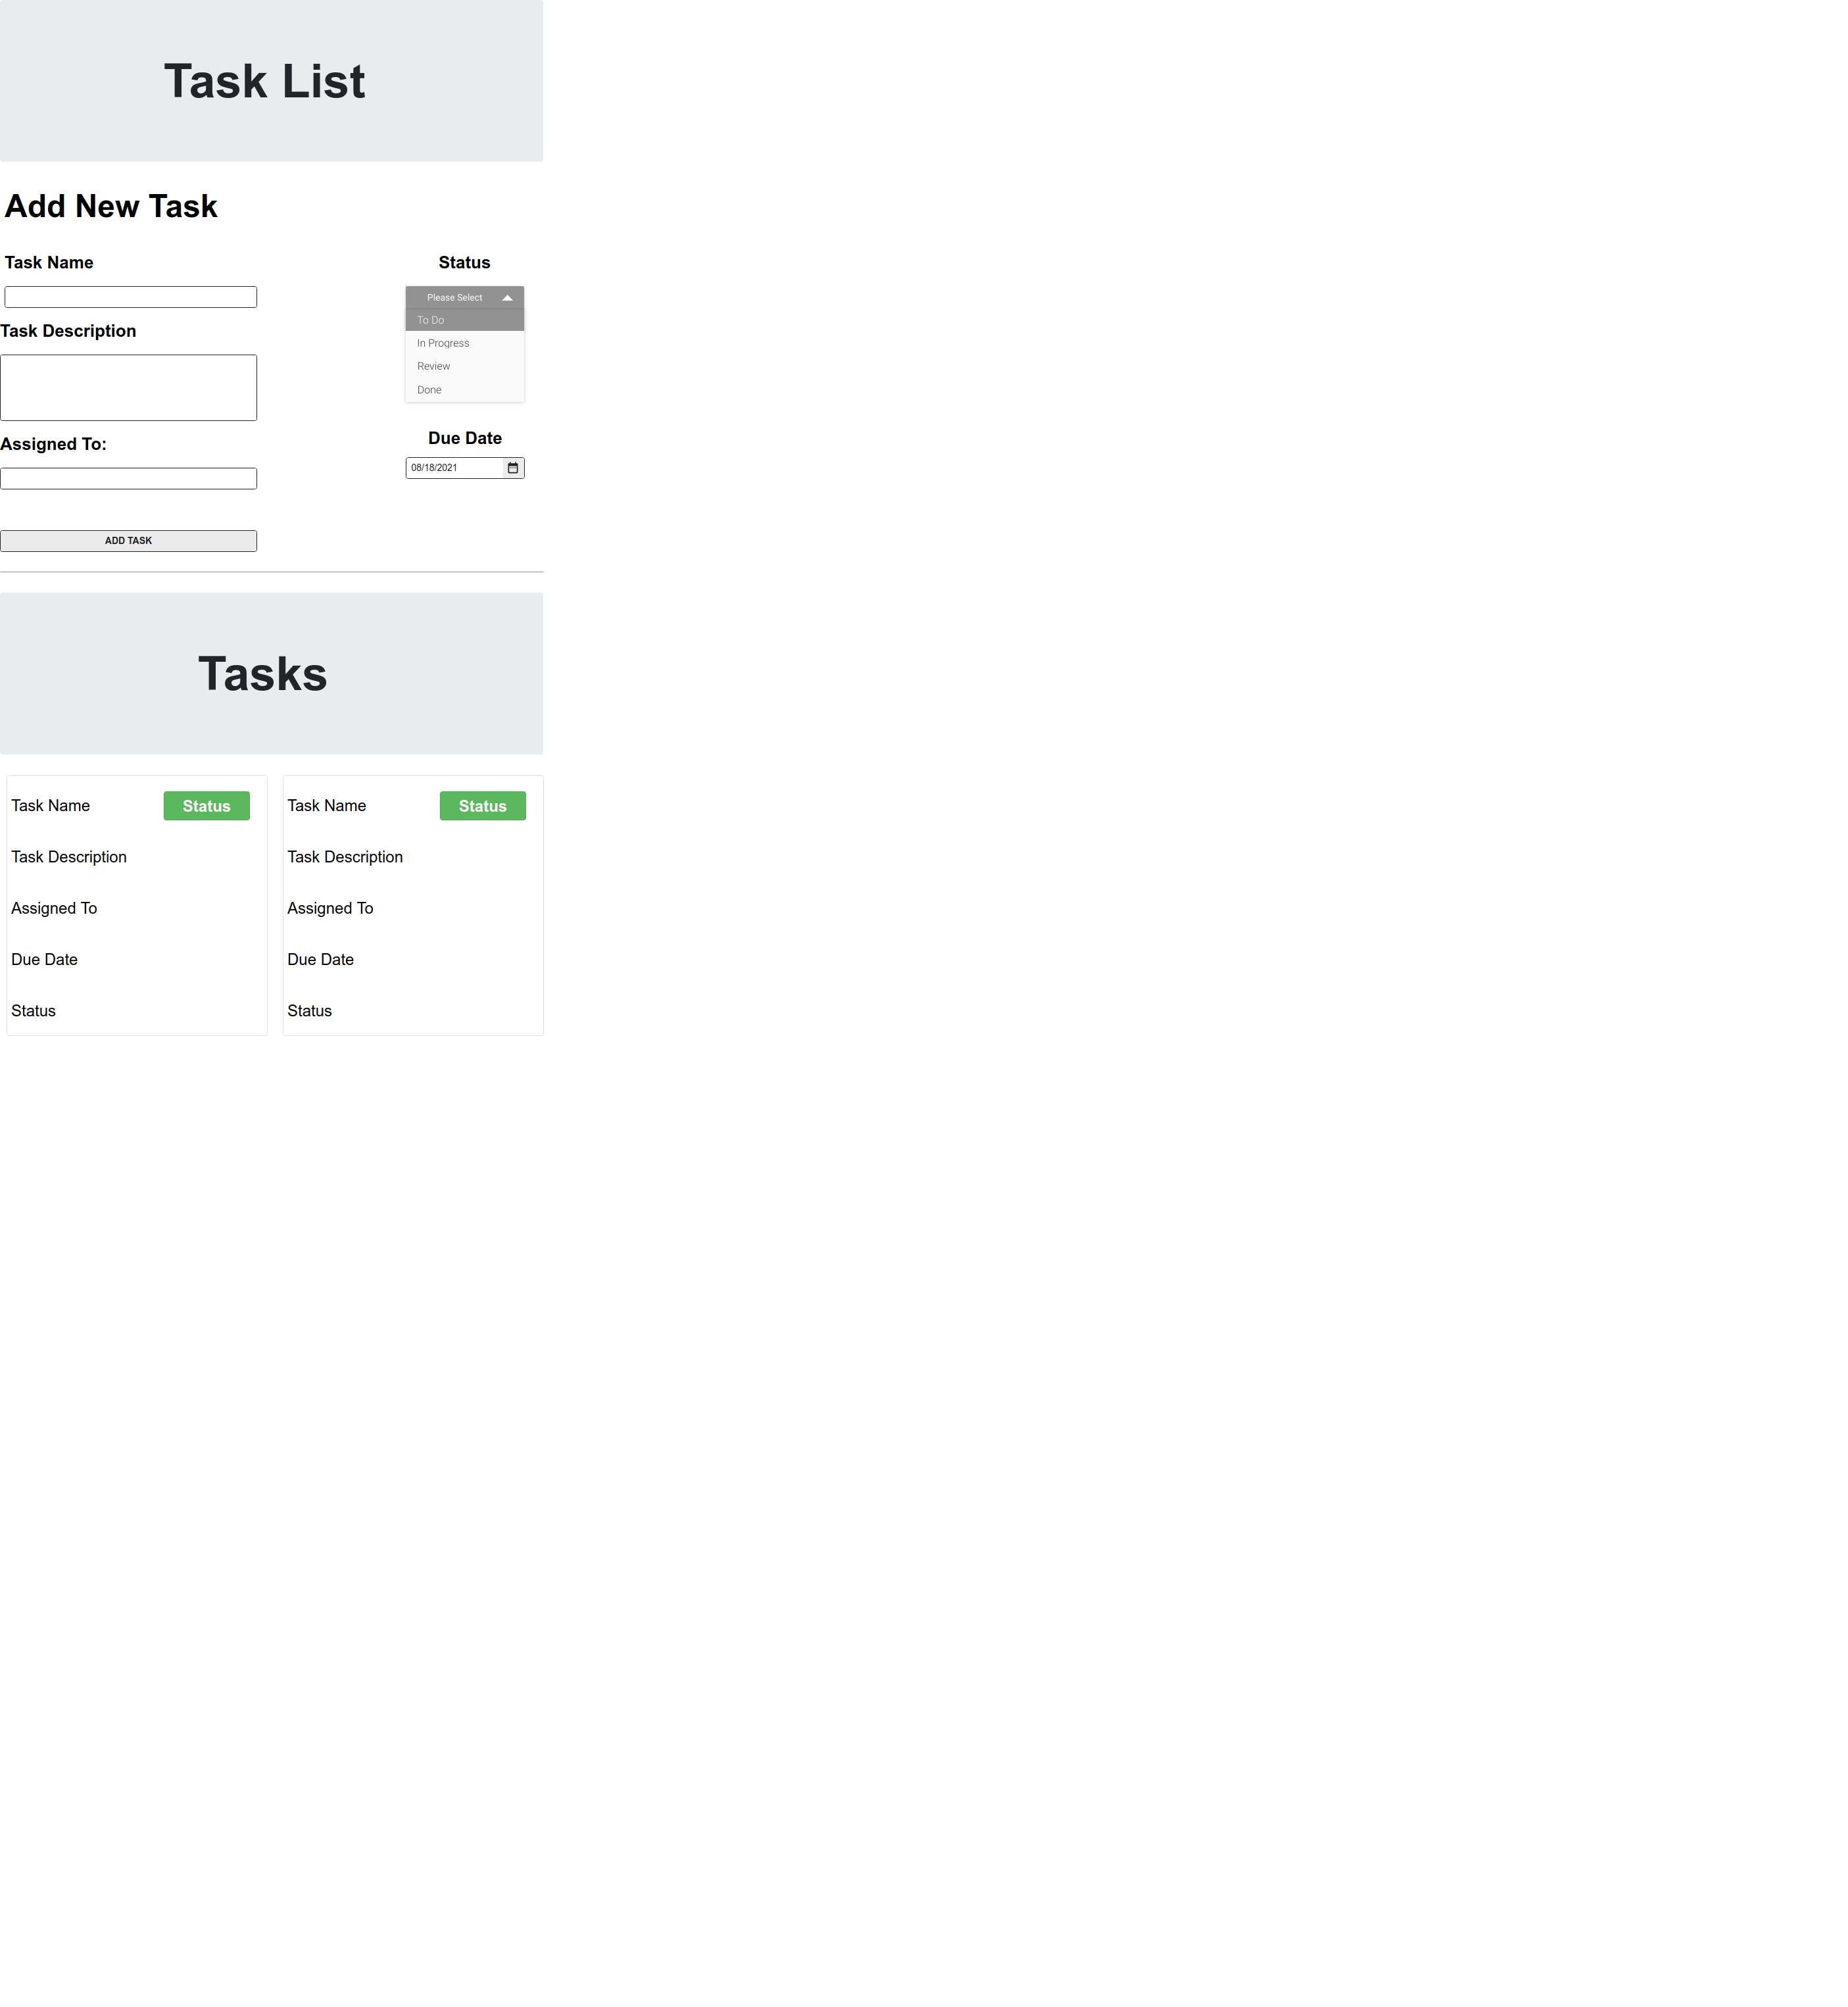 Task List
Add New Task
Task Name
Status
Please Select
To Do
In Progress
Review
Done
Task Description
Assigned To:
Due Date
08/18/2021
ADD TASK
Tasks
Task Name
Status
Task Description
Assigned To
Due Date
Status
Task Name
Status
Task Description
Assigned To
Due Date
Status